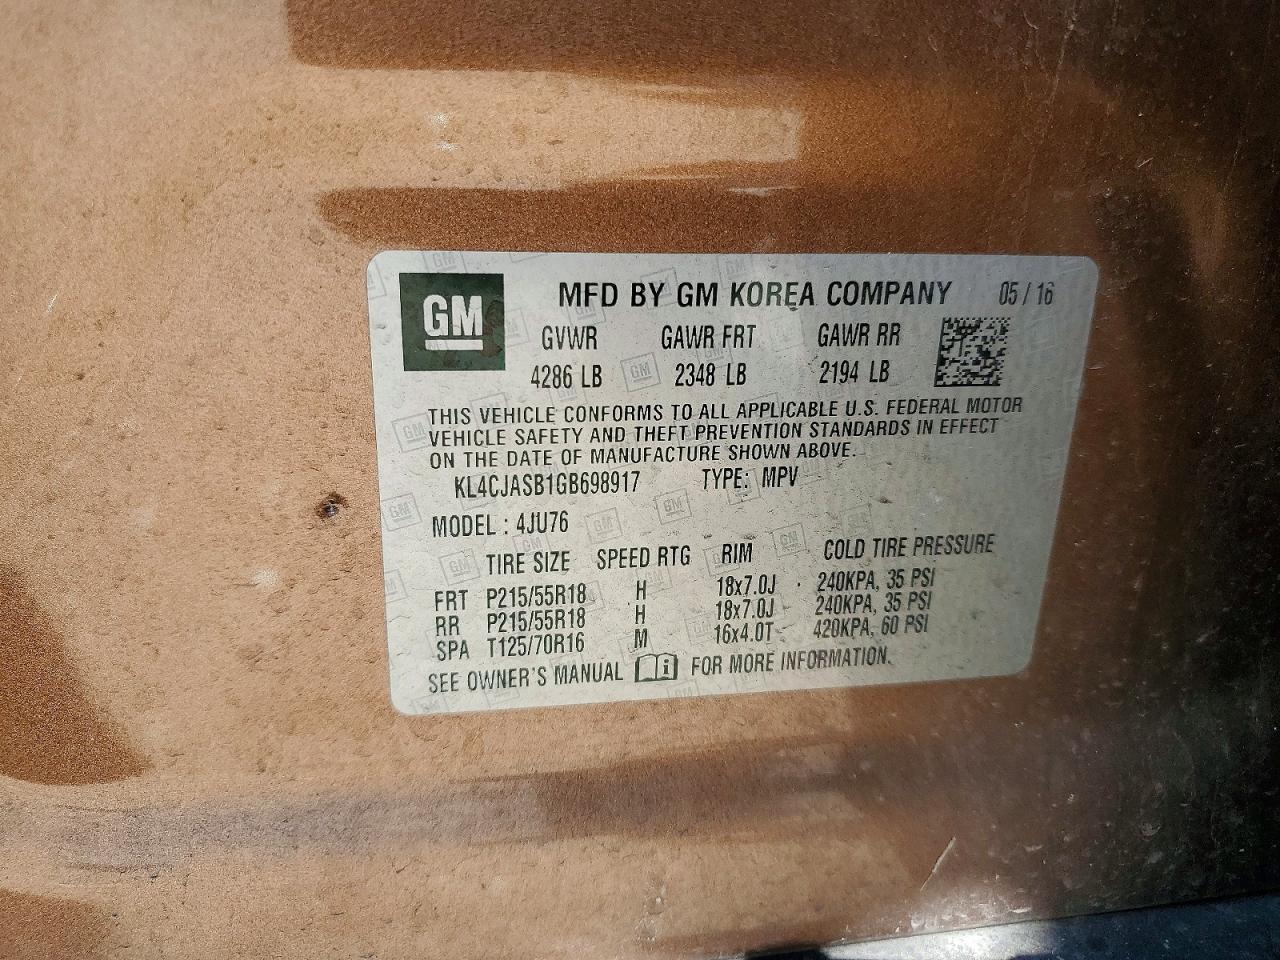 GM MFD BY GM KOREA COMPANY 05 / 16
GVWR GAWR FRT GAWR RR
4286 LB 2348 LB 2194 LB
THIS VEHICLE CONFORMS TO ALL APPLICABLE U.S. FEDERAL MOTOR
VEHICLE SAFETY AND THEFT PREVENTION STANDARDS IN EFFECT
ON THE DATE OF MANUFACTURE SHOWN ABOVE.
KL4CJASB1GB698917 TYPE: MPV
MODEL : 4JU76
TIRE SIZE SPEED RTG RIM COLD TIRE PRESSURE
FRT P215/55R18 H 18x7.0J 240KPA, 35 PSI
RR P215/55R18 H 18x7.0J 240KPA, 35 PSI
SPA T125/70R16 M 16x4.0T 420KPA, 60 PSI
SEE OWNER'S MANUAL FOR MORE INFORMATION.